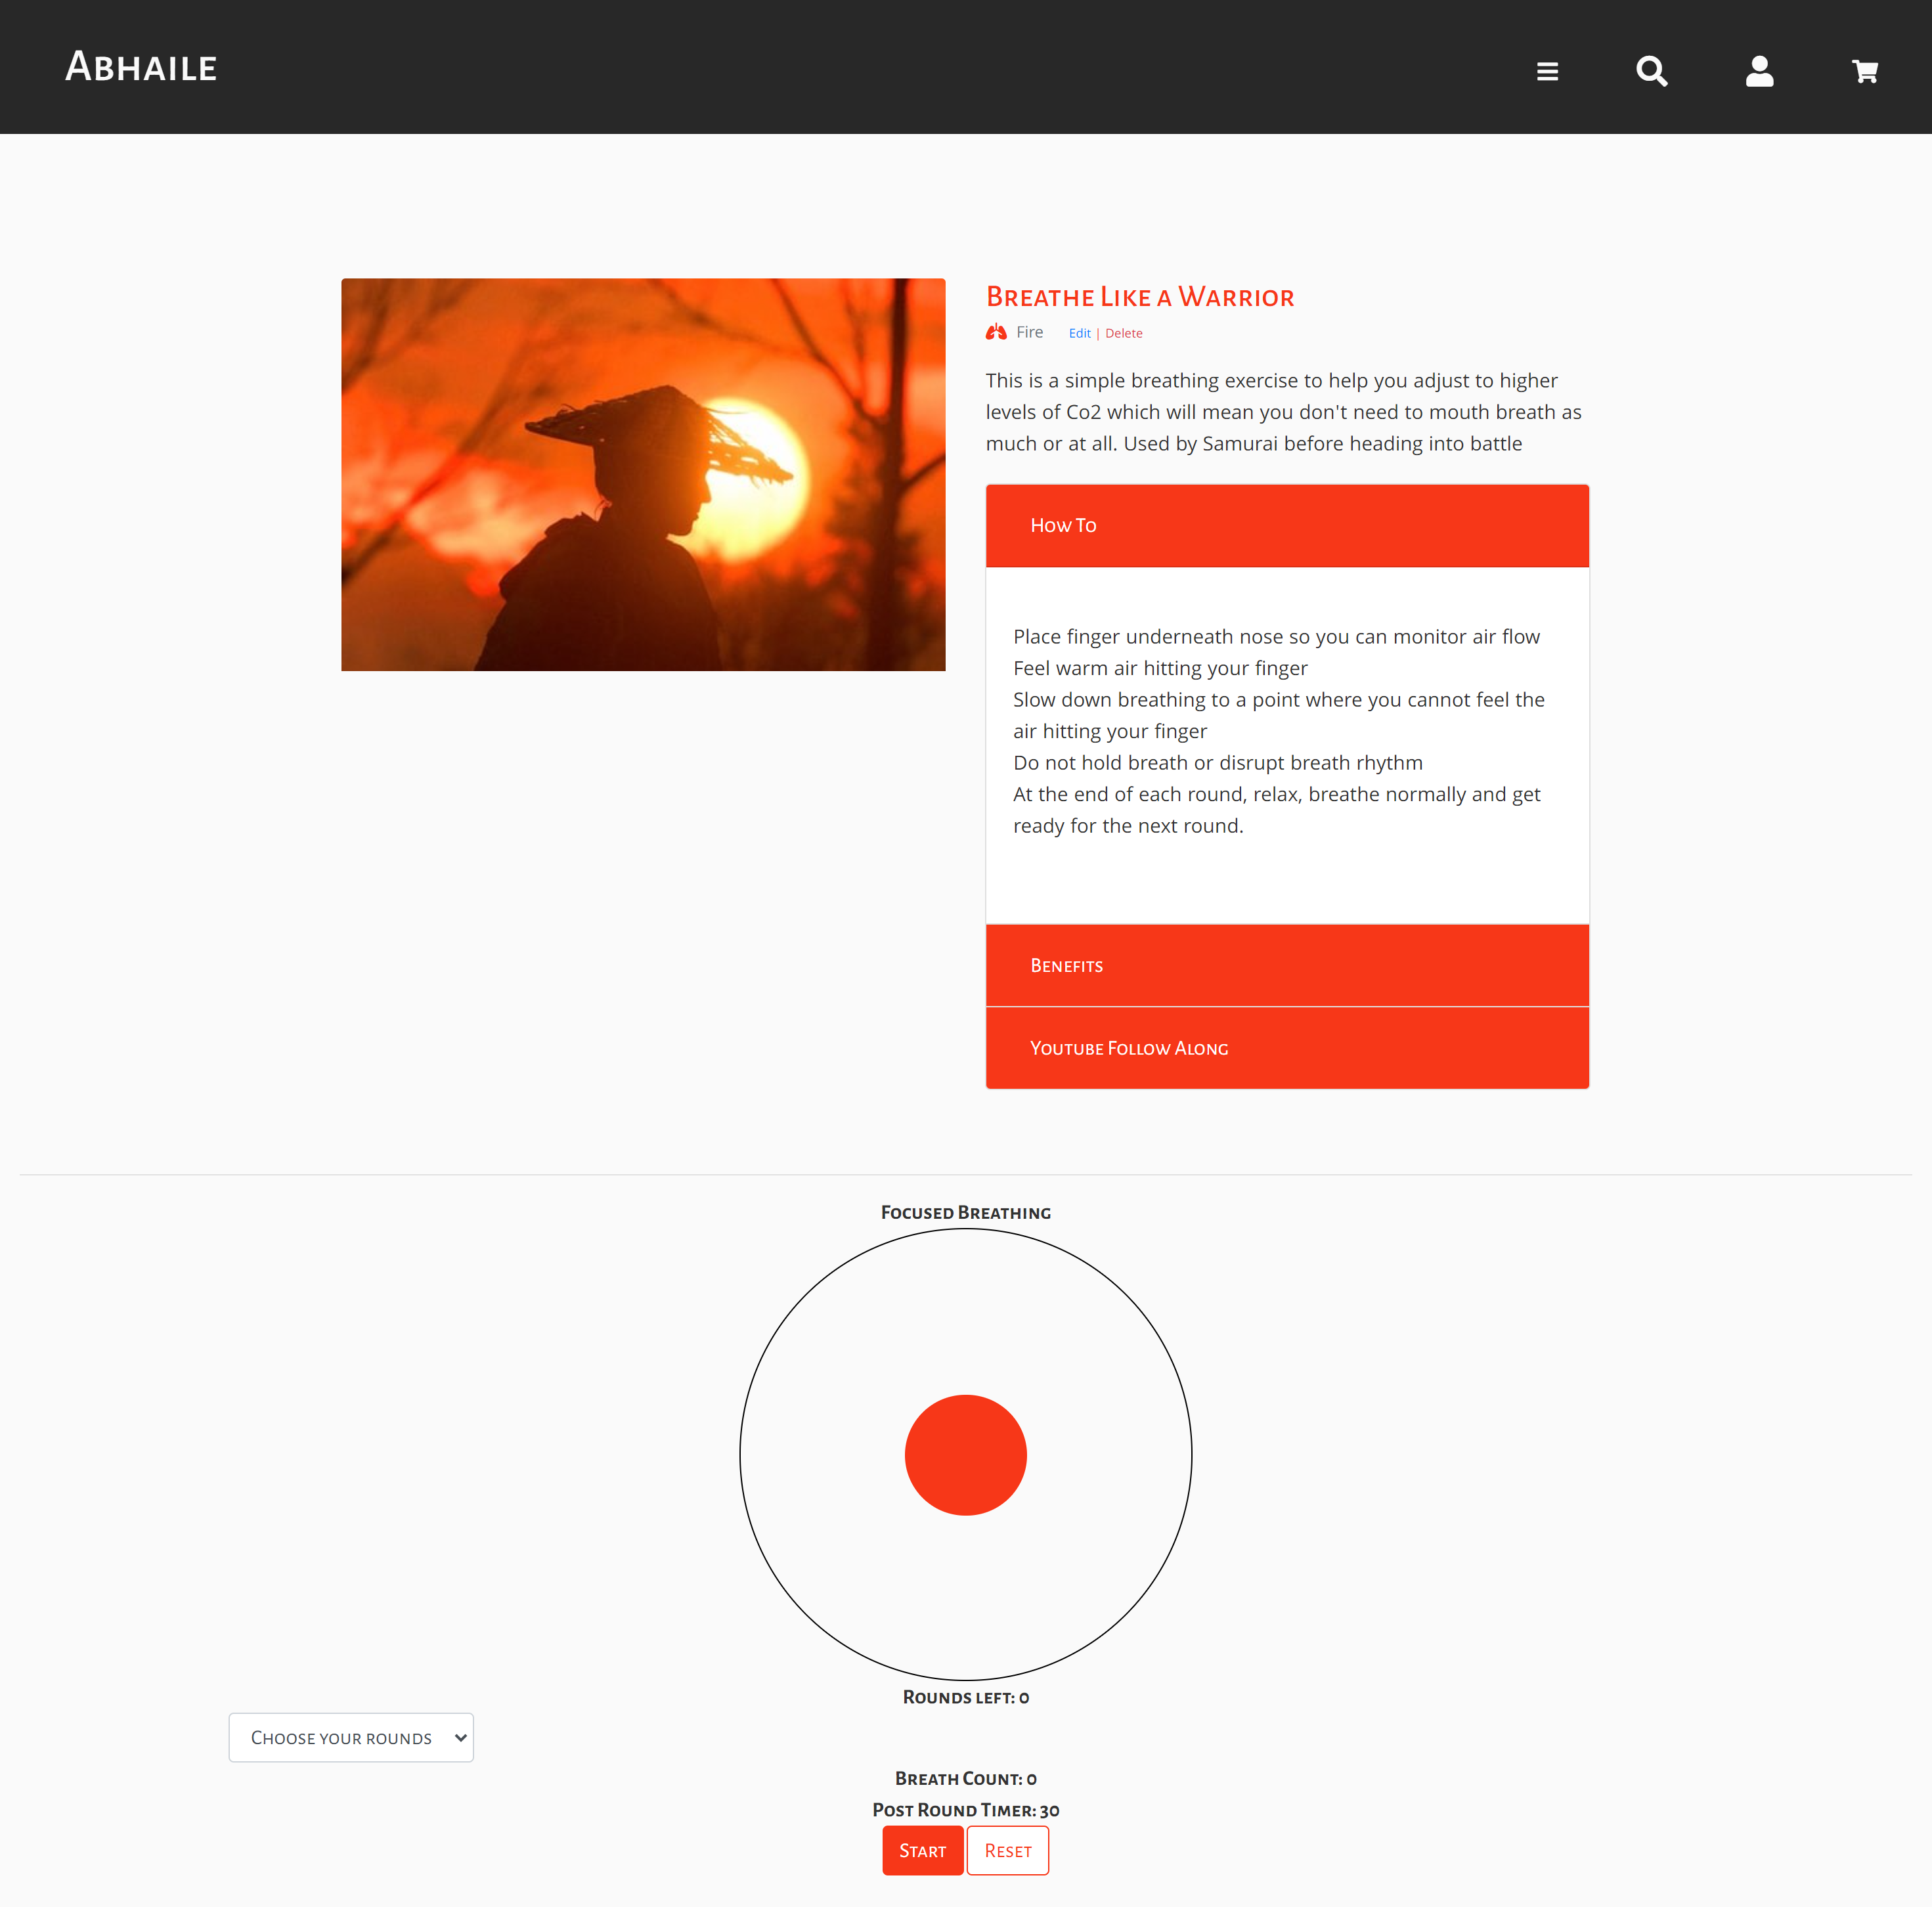 Abhaile
Breathe Like a Warrior
Fire Edit | Delete
This is a simple breathing exercise to help you adjust to higher
levels of Co2 which will mean you don't need to mouth breath as
much or at all. Used by Samurai before heading into battle
How To
Place finger underneath nose so you can monitor air flow
Feel warm air hitting your finger
Slow down breathing to a point where you cannot feel the
air hitting your finger
Do not hold breath or disrupt breath rhythm
At the end of each round, relax, breathe normally and get
ready for the next round.
Benefits
Youtube Follow Along
Focused Breathing
Rounds left: 0
Choose your rounds
Breath Count: 0
Post Round Timer: 30
Start Reset